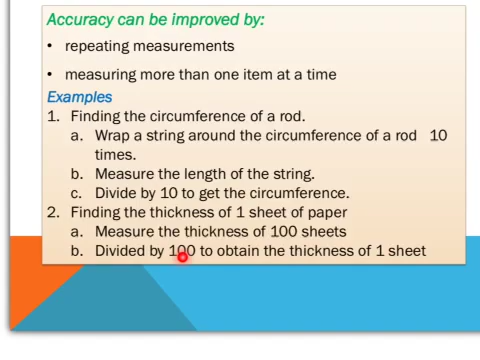 Accuracy can be improved by:
• repeating measurements
• measuring more than one item at a time
Examples
1. Finding the circumference of a rod.
a. Wrap a string around the circumference of a rod 10
times.
b. Measure the length of the string.
c. Divide by 10 to get the circumference.
2. Finding the thickness of 1 sheet of paper
a. Measure the thickness of 100 sheets
b. Divided by 100 to obtain the thickness of 1 sheet